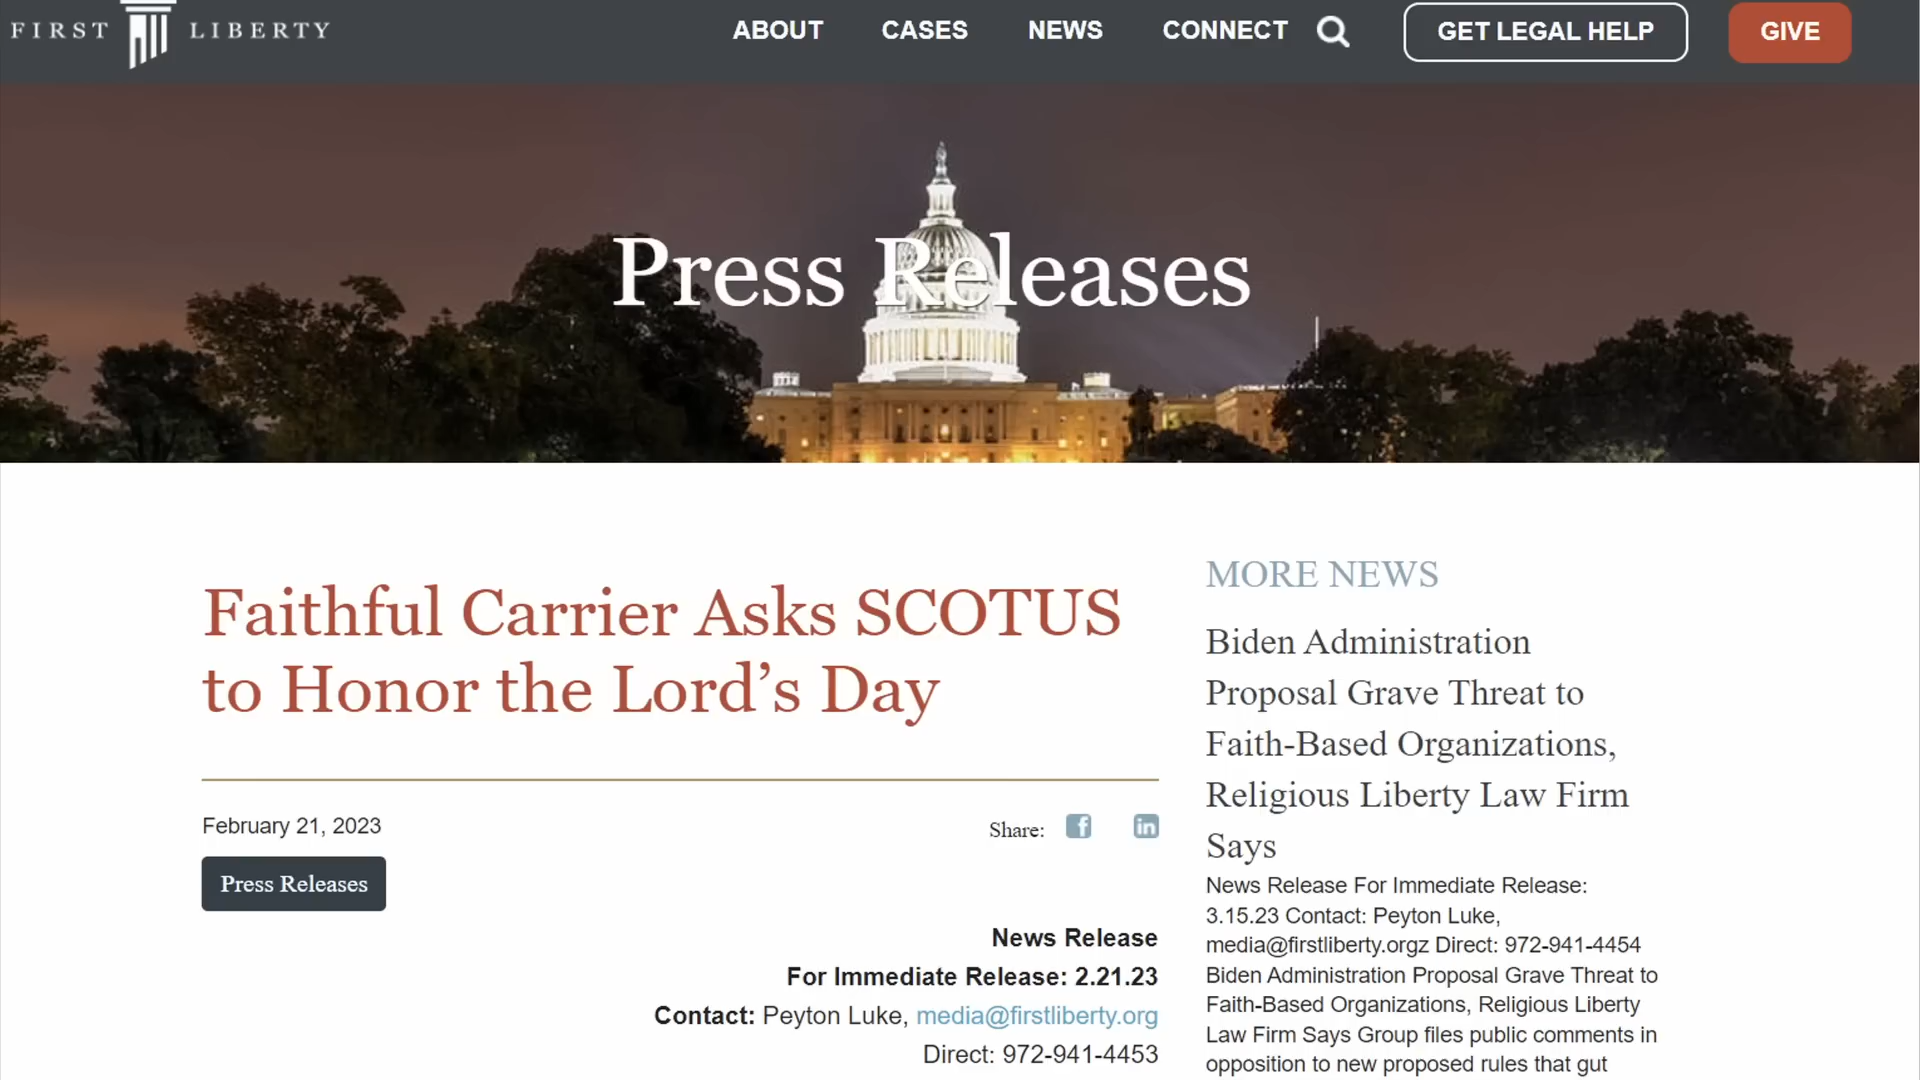 FIRST LIBERTY
ABOUT CASES NEWS CONNECT GET LEGAL HELP GIVE
Press Releases
Faithful Carrier Asks SCOTUS
to Honor the Lord’s Day
February 21, 2023
Share:
Press Releases
News Release
For Immediate Release: 2.21.23
Contact: Peyton Luke, media@firstliberty.org
Direct: 972-941-4453
MORE NEWS
Biden Administration
Proposal Grave Threat to
Faith-Based Organizations,
Religious Liberty Law Firm
Says
News Release For Immediate Release:
3.15.23 Contact: Peyton Luke,
media@firstliberty.orgz Direct: 972-941-4454
Biden Administration Proposal Grave Threat to
Faith-Based Organizations, Religious Liberty
Law Firm Says Group files public comments in
opposition to new proposed rules that gut